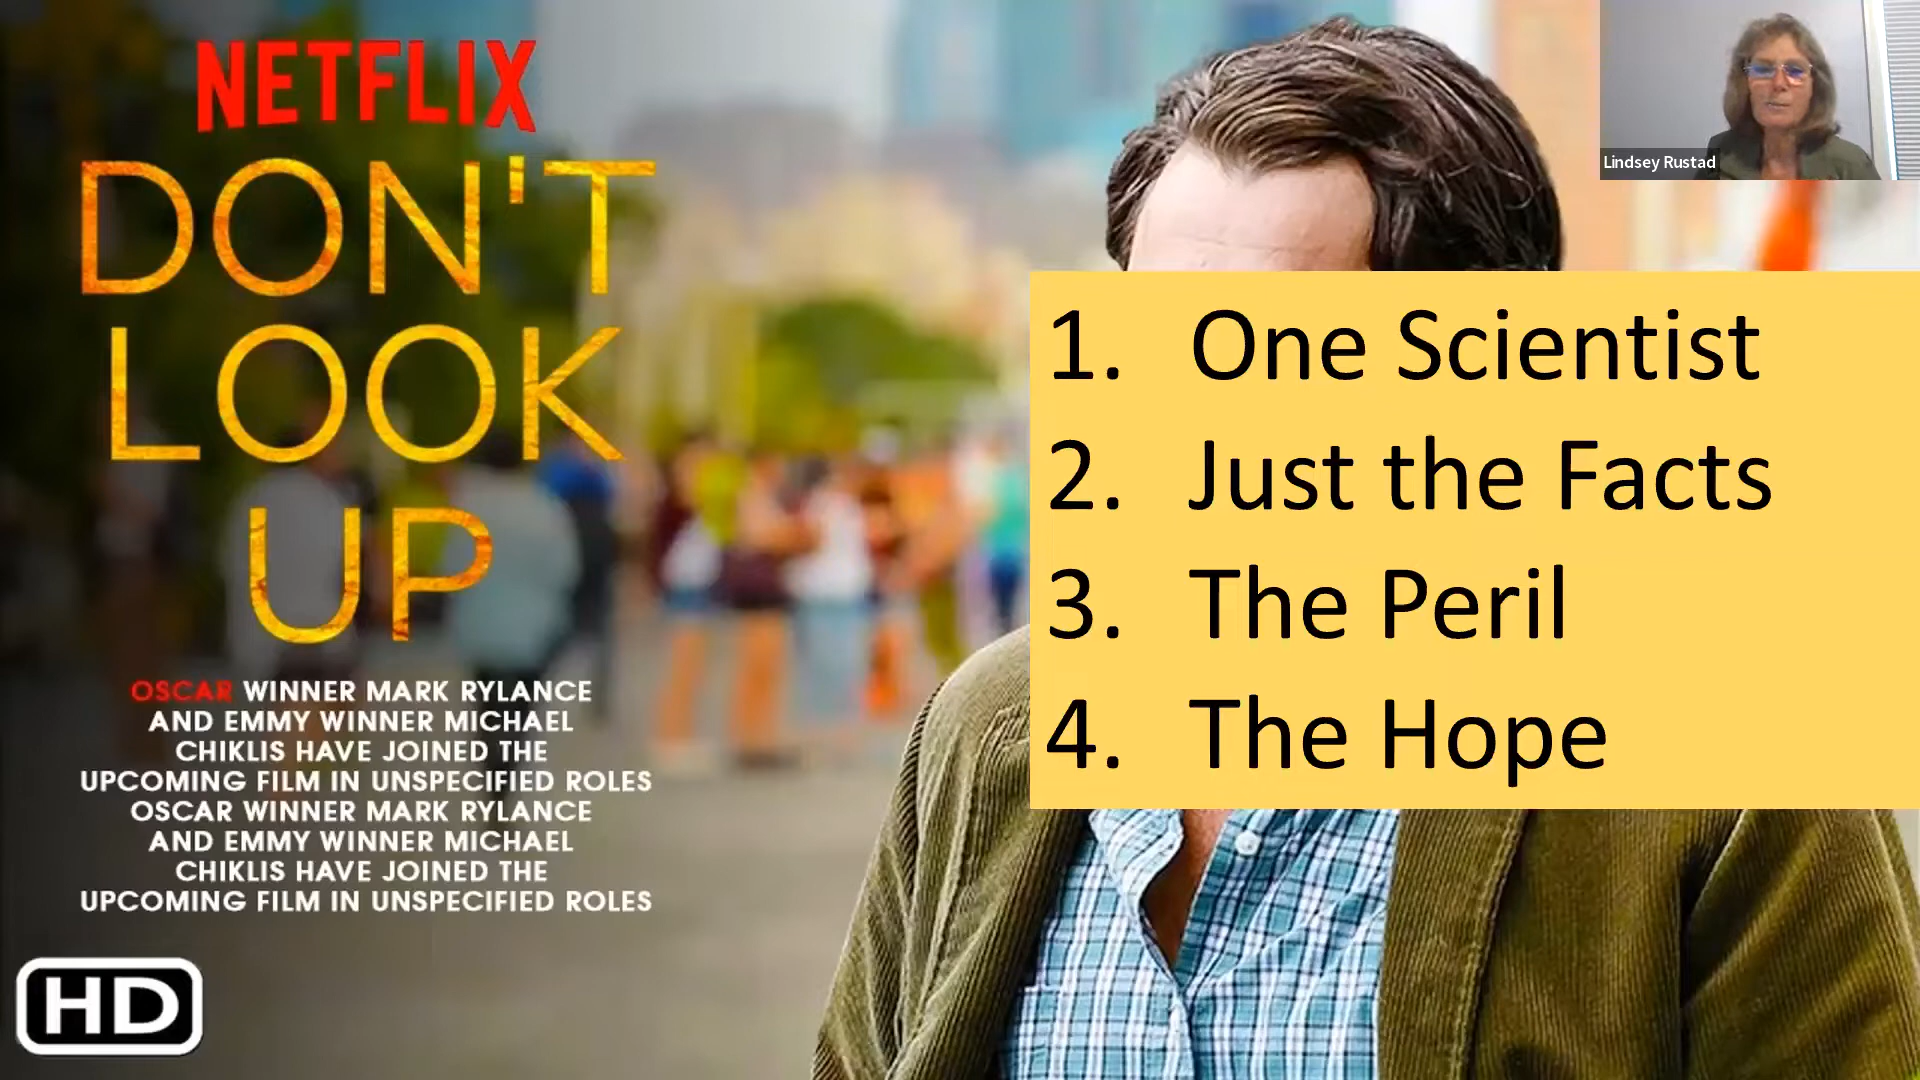 NETFLIX
DON'T
LOOK
UP
OSCAR WINNER MARK RYLANCE
AND EMMY WINNER MICHAEL
CHIKLIS HAVE JOINED THE
UPCOMING FILM IN UNSPECIFIED ROLES
OSCAR WINNER MARK RYLANCE
AND EMMY WINNER MICHAEL
CHIKLIS HAVE JOINED THE
UPCOMING FILM IN UNSPECIFIED ROLES
HD
Lindsey Rustad
1. One Scientist
2. Just the Facts
3. The Peril
4. The Hope